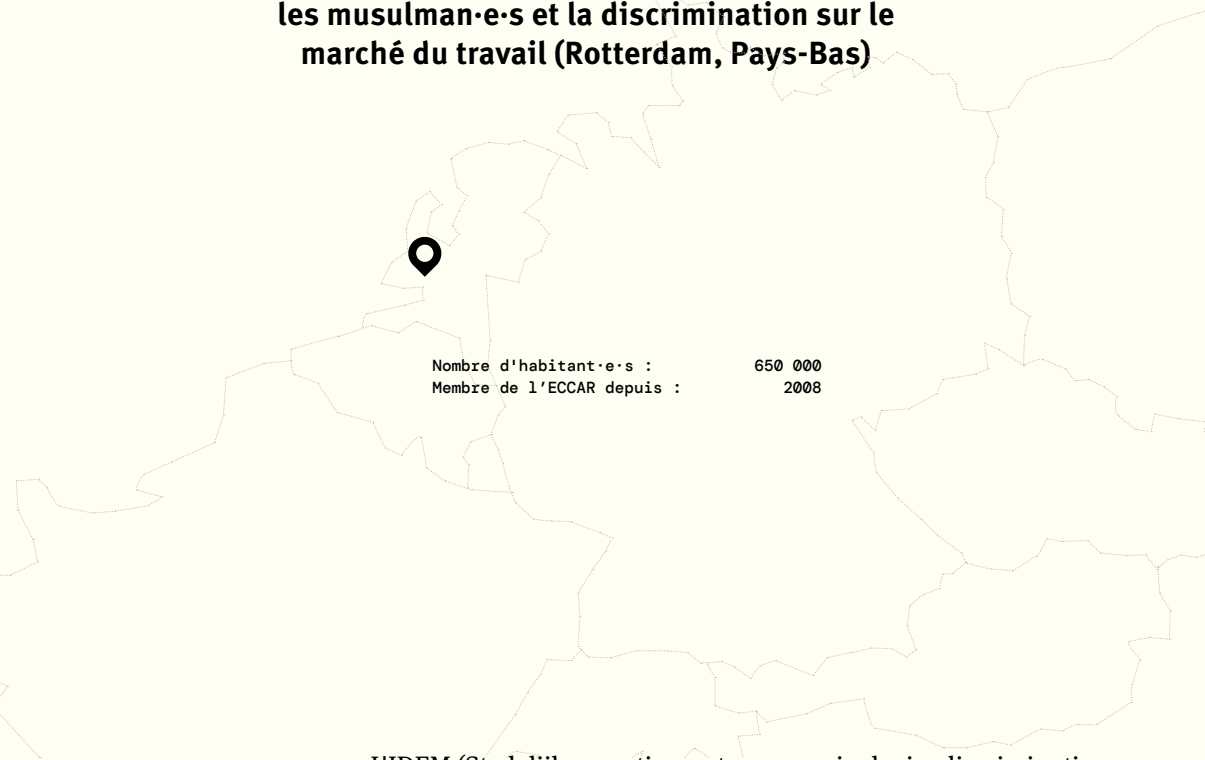 les musulman·e·s et la discrimination sur le
marché du travail (Rotterdam, Pays-Bas)
Nombre d'habitant·e·s : 650 000
Membre de l’ECCAR depuis : 2008